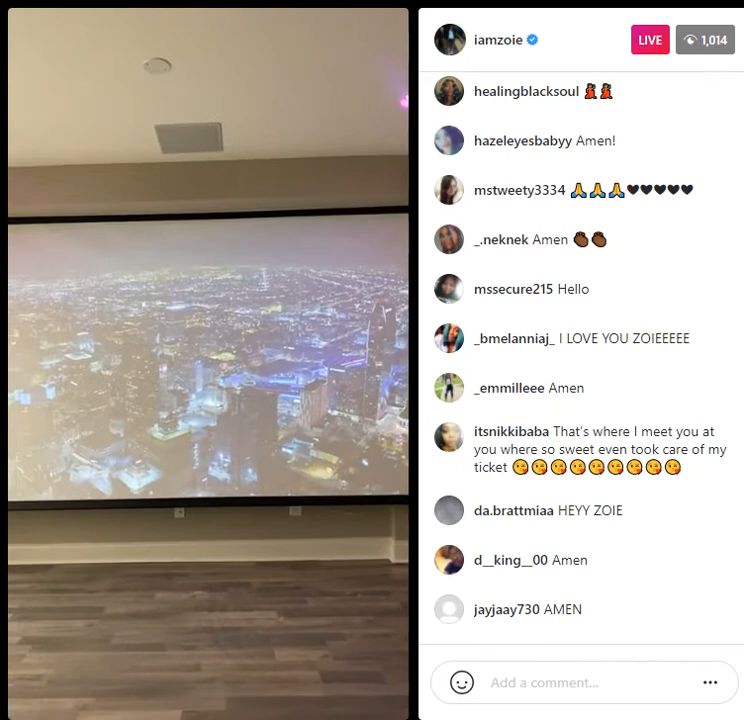 iamzoie
LIVE
1,014
healingblacksoul 💃🏾💃🏾
hazeleyesbabyy Amen!
mstweety3334 🙏🙏🙏🖤🖤🖤🖤🖤
_.neknek Amen 👏🏾👏🏾
mssecure215 Hello
_bmelanniaj_ I LOVE YOU ZOIEEEEE
_emmilleee Amen
itsnikkibaba That's where I meet you at
you where so sweet even took care of my
ticket 😘😘😘😘😘😘😘😘😘
da.brattmiaa HEYY ZOIE
d__king__00 Amen
jayjaay730 AMEN
Add a comment...